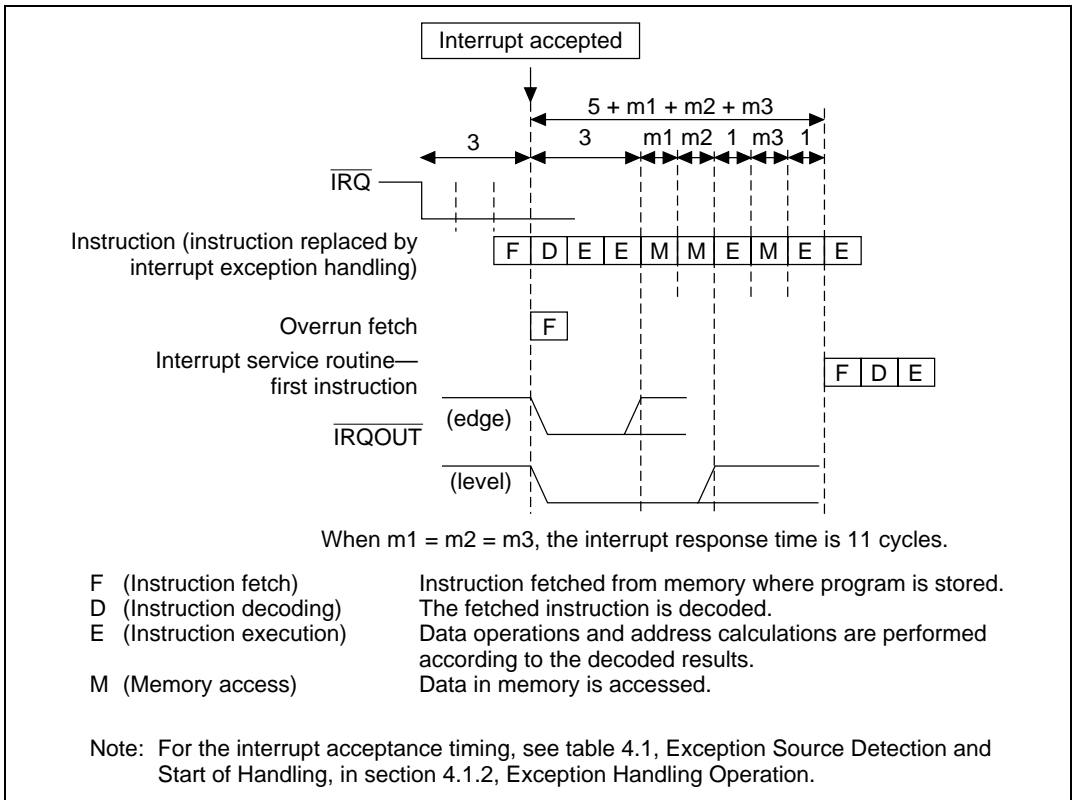 Interrupt accepted
5 + m1 + m2 + m3
3 3 m1 m2 1 m3 1
IRQ
Instruction (instruction replaced by
interrupt exception handling)
F D E E M M E M E E
Overrun fetch
F
Interrupt service routine—
first instruction
F D E
(edge)
IRQOUT
(level)
When m1 = m2 = m3, the interrupt response time is 11 cycles.
F (Instruction fetch) Instruction fetched from memory where program is stored.
D (Instruction decoding) The fetched instruction is decoded.
E (Instruction execution) Data operations and address calculations are performed
according to the decoded results.
M (Memory access) Data in memory is accessed.
Note: For the interrupt acceptance timing, see table 4.1, Exception Source Detection and
Start of Handling, in section 4.1.2, Exception Handling Operation.